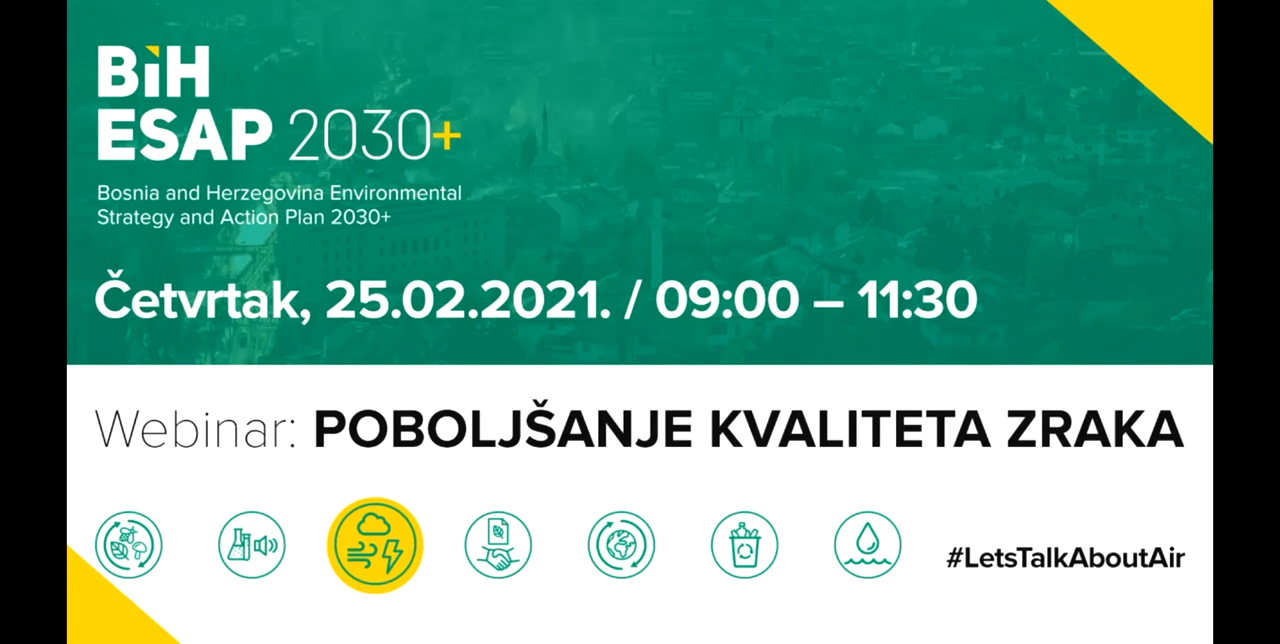 BiH
ESAP 2030+
Bosnia and Herzegovina Environmental
Strategy and Action Plan 2030+
Četvrtak, 25.02.2021. / 09:00 – 11:30
Webinar: POBOLJŠANJE KVALITETA ZRAKA
#LetsTalkAboutAir